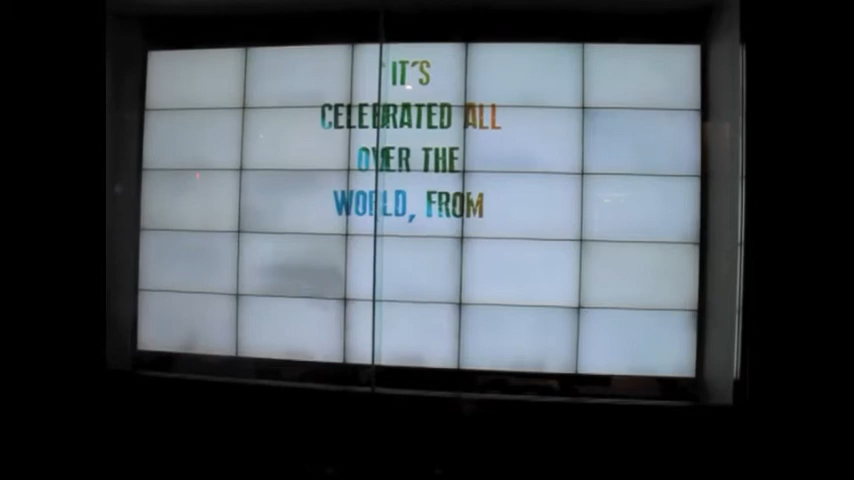 IT'S
CELEBRATED ALL
OVER THE
WORLD, FROM